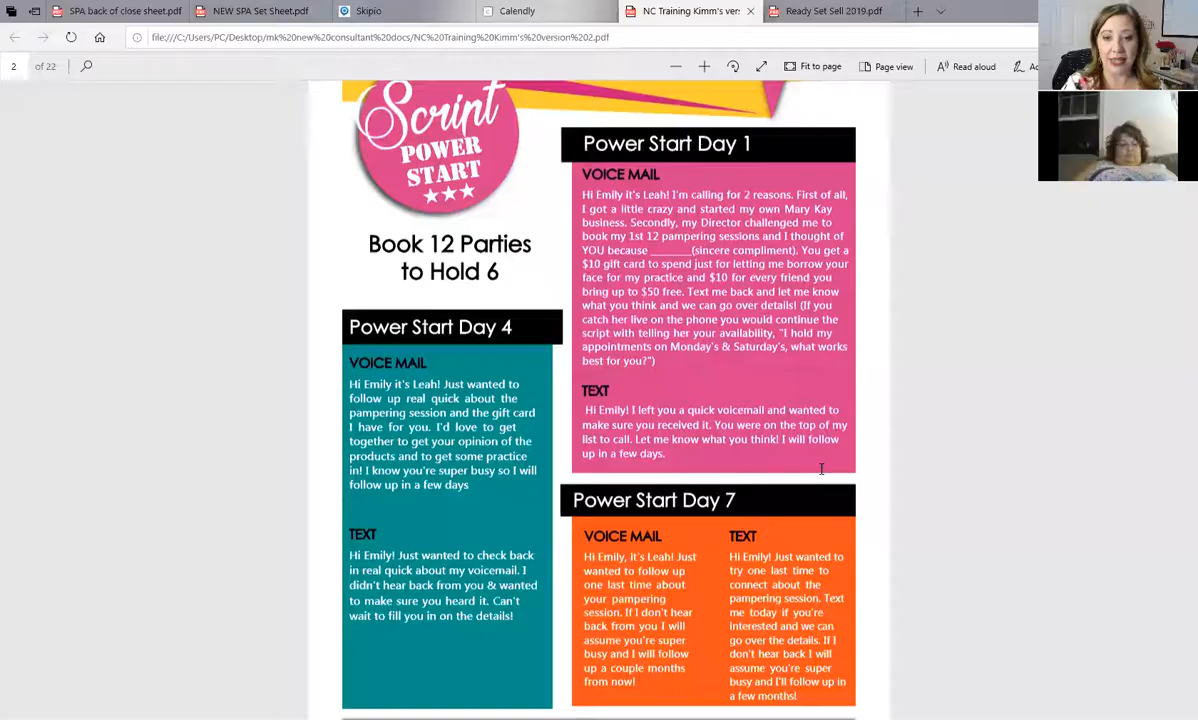 SPA back of close sheet.pdf
NEW SPA Set Sheet.pdf
Skipio
Calendly
NC Training Kimm's ver
Ready Set Sell 2019.pdf
file:///C:/Users/PC/Desktop/mk%20new%20consultant%20docs/NC%20Training%20Kimm's%20version%202.pdf
2 of 22
Fit to page
Page view
Read aloud
Script
POWER
START
Book 12 Parties
to Hold 6
Power Start Day 1
VOICE MAIL
Hi Emily it's Leah! I'm calling for 2 reasons. First of all,
I got a little crazy and started my own Mary Kay
business. Secondly, my Director challenged me to
book my 1st 12 pampering sessions and I thought of
YOU because ________(sincere compliment). You get a
$10 gift card to spend just for letting me borrow your
face for my practice and $10 for every friend you
bring up to $50 free. Text me back and let me know
what you think and we can go over details! (If you
catch her live on the phone you would continue the
script with telling her your availability, "I hold my
appointments on Monday's & Saturday's, what works
best for you?")
TEXT
Hi Emily! I left you a quick voicemail and wanted to
make sure you received it. You were on the top of my
list to call. Let me know what you think! I will follow
up in a few days.
Power Start Day 4
VOICE MAIL
Hi Emily it's Leah! Just wanted to
follow up real quick about the
pampering session and the gift card
I have for you. I'd love to get
together to get your opinion of the
products and to get some practice
in! I know you're super busy so I will
follow up in a few days
TEXT
Hi Emily! Just wanted to check back
in real quick about my voicemail. I
didn't hear back from you & wanted
to make sure you heard it. Can't
wait to fill you in on the details!
Power Start Day 7
VOICE MAIL
Hi Emily, it's Leah! Just
wanted to follow up
one last time about
your pampering
session. If I don't hear
back from you I will
assume you're super
busy and I will follow
up a couple months
from now!
TEXT
Hi Emily! Just wanted to
try one last time to
connect about the
pampering session. Text
me today if you're
interested and we can
go over the details. If I
don't hear back I will
assume you're super
busy and I'll follow up in
a few months!